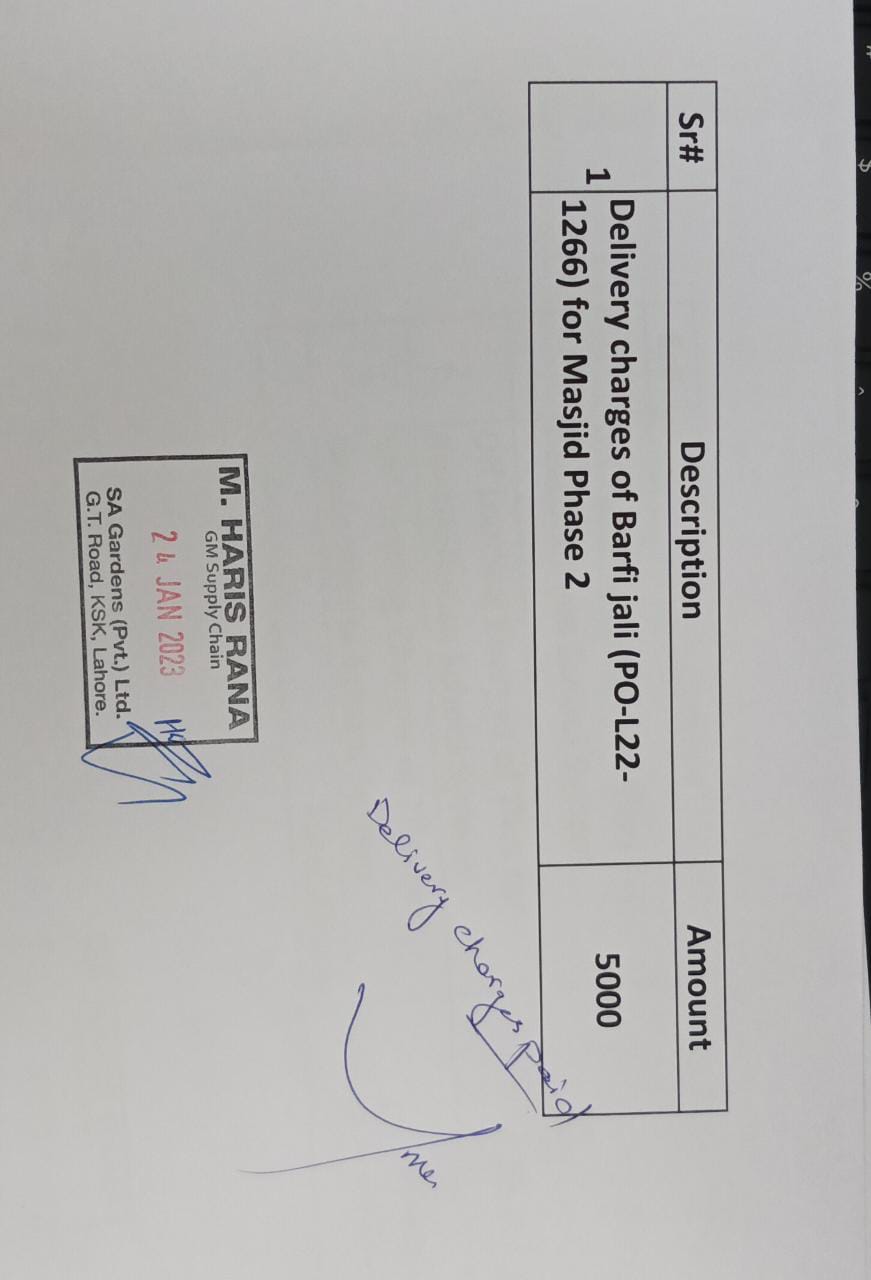 Sr# Description Amount
1 Delivery charges of Barfi jali (PO-L22-
1266) for Masjid Phase 2 5000
Delivery charges paid
M. HARIS RANA
GM Supply Chain
24 JAN 2023
SA Gardens (Pvt.) Ltd.
G.T. Road, KSK, Lahore.